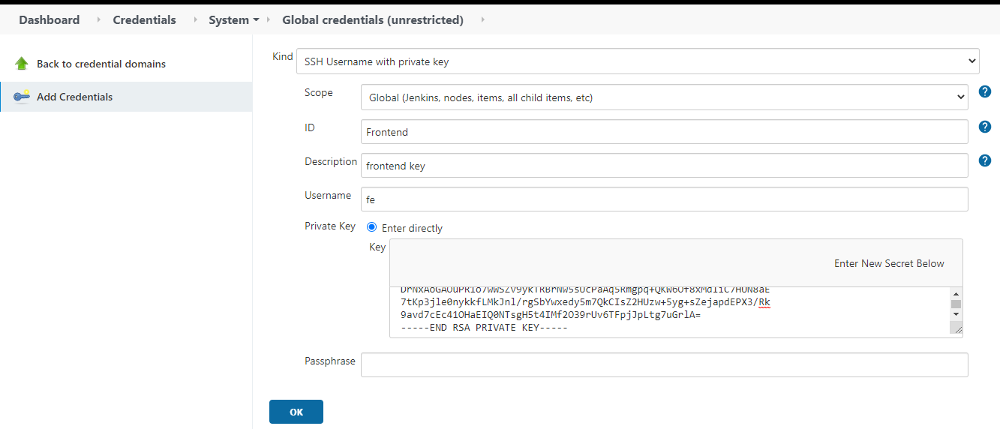 Dashboard
Credentials
System
Global credentials (unrestricted)
Back to credential domains
Add Credentials
Kind
SSH Username with private key
Scope
Global (Jenkins, nodes, items, all child items, etc)
ID
Frontend
Description
frontend key
Username
fe
Private Key
Enter directly
Key
Enter New Secret Below
7tKp3jle0nykkfLMkJnl/rgSbYwxedy5m7QkCIsZ2HUzw+5yg+sZejapdEPX3/Rk
9avd7cEc41OHaEIQ0NTsgH5t4IMf2O39rUv6TFpjJpLtg7uGrlA=
-----END RSA PRIVATE KEY-----
Passphrase
OK